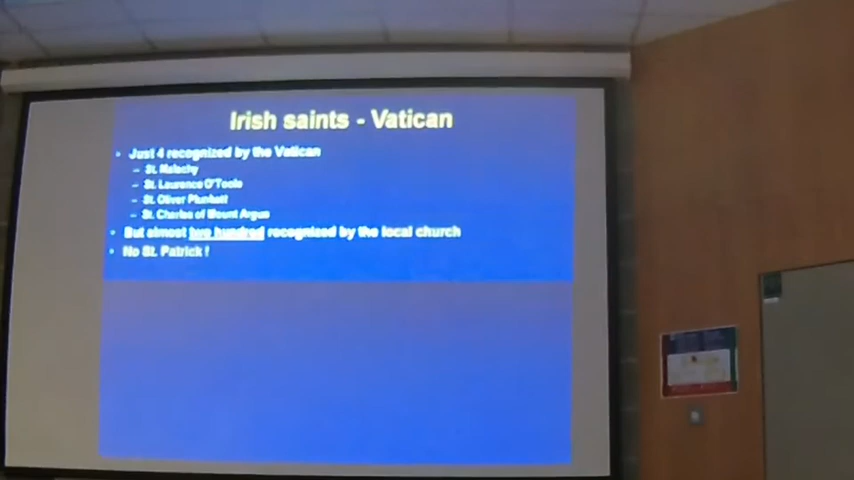 Irish saints - Vatican
• Just 4 recognized by the Vatican
– St. Malachy
– St. Laurence O'Toole
– St. Oliver Plunkett
– St. Charles of Mount Argus
• But almost two hundred recognized by the local church
• No St. Patrick !